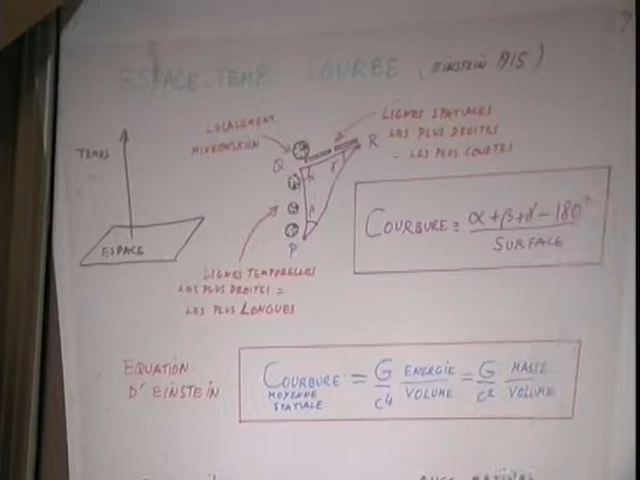 ESPACE-TEMPS COURBE (EINSTEIN 1915)
TEMPS
ESPACE
LOCALEMENT
MINKOWSKIEN
LIGNES SPATIALES
LES PLUS DROITES
= LES PLUS COURTES
Q
R
α
γ
β
P
LIGNES TEMPORELLES
LES PLUS DROITES =
LES PLUS LONGUES
COURBURE = α+β+γ-180°
SURFACE
EQUATION
D'EINSTEIN
COURBURE = G ENERGIE = G MASSE
MOYENNE
SPATIALE
C4 VOLUME C2 VOLUME